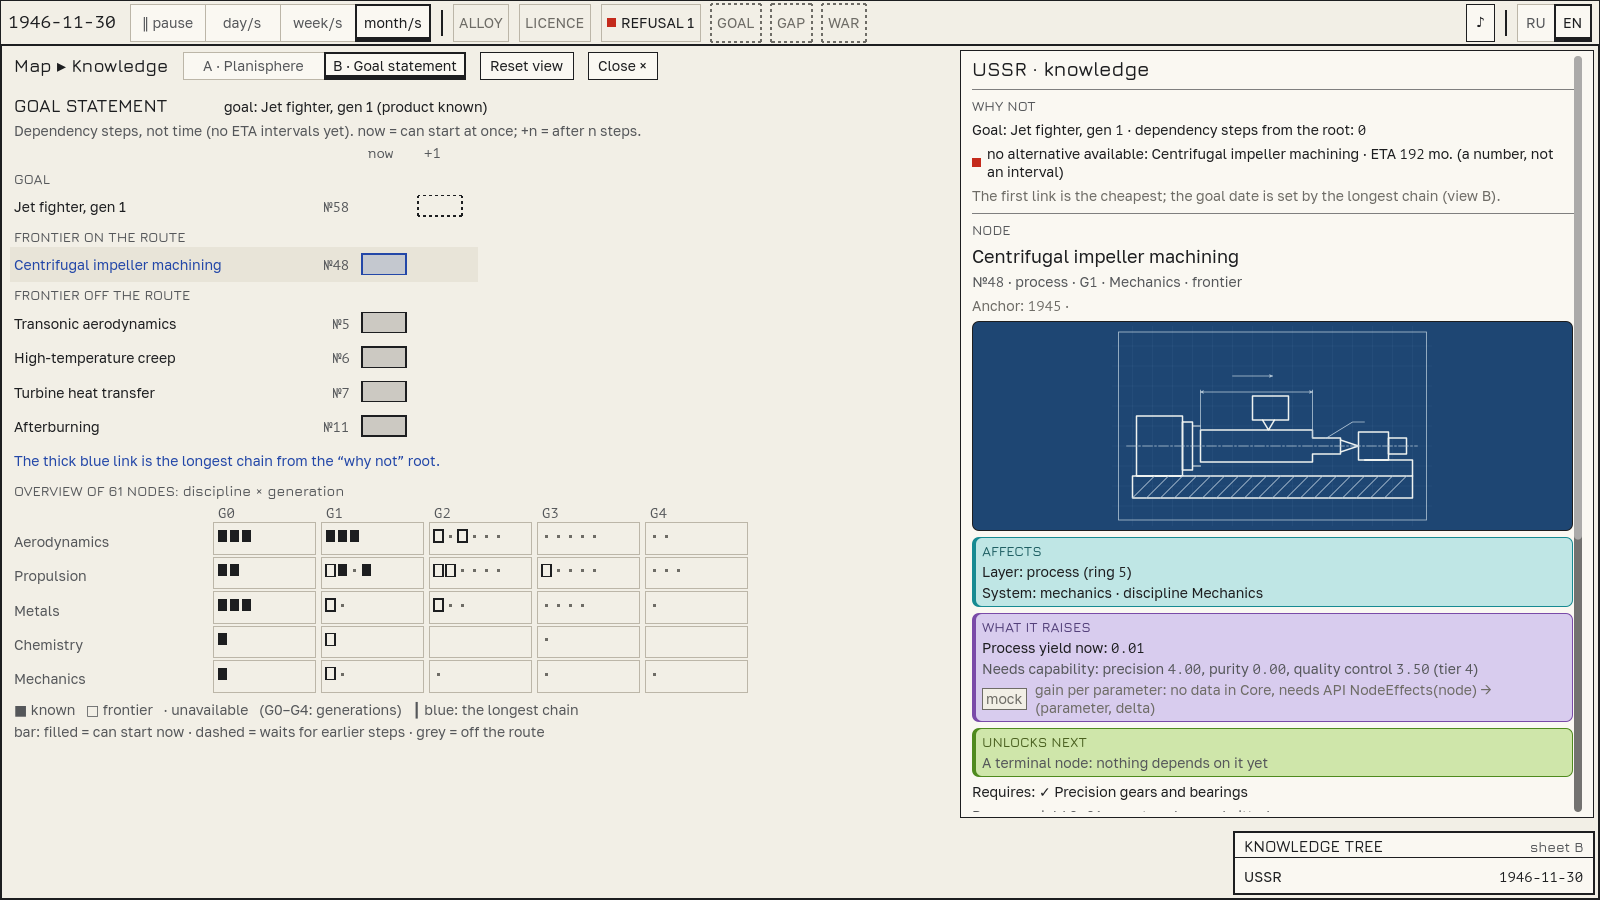 1946-11-30
‖ pause
day/s
week/s
month/s
ALLOY
LICENCE
REFUSAL 1
GOAL
GAP
WAR
♪
RU
EN
Map ▸ Knowledge
A · Planisphere
B · Goal statement
Reset view
Close ×
GOAL STATEMENT
goal: Jet fighter, gen 1 (product known)
Dependency steps, not time (no ETA intervals yet). now = can start at once; +n = after n steps.
now +1
GOAL
Jet fighter, gen 1 №58
FRONTIER ON THE ROUTE
Centrifugal impeller machining №48
FRONTIER OFF THE ROUTE
Transonic aerodynamics №5
High-temperature creep №6
Turbine heat transfer №7
Afterburning №11
The thick blue link is the longest chain from the “why not” root.
OVERVIEW OF 61 NODES: discipline × generation
G0 G1 G2 G3 G4
Aerodynamics
Propulsion
Metals
Chemistry
Mechanics
■ known □ frontier · unavailable (G0–G4: generations) | blue: the longest chain
bar: filled = can start now · dashed = waits for earlier steps · grey = off the route
USSR · knowledge
WHY NOT
Goal: Jet fighter, gen 1 · dependency steps from the root: 0
no alternative available: Centrifugal impeller machining · ETA 192 mo. (a number, not
an interval)
The first link is the cheapest; the goal date is set by the longest chain (view B).
NODE
Centrifugal impeller machining
№48 · process · G1 · Mechanics · frontier
Anchor: 1945 ·
AFFECTS
Layer: process (ring 5)
System: mechanics · discipline Mechanics
WHAT IT RAISES
Process yield now: 0.01
Needs capability: precision 4.00, purity 0.00, quality control 3.50 (tier 4)
mock
gain per parameter: no data in Core, needs API NodeEffects(node) →
(parameter, delta)
UNLOCKS NEXT
A terminal node: nothing depends on it yet
Requires: ✓ Precision gears and bearings
KNOWLEDGE TREE sheet B
USSR 1946-11-30